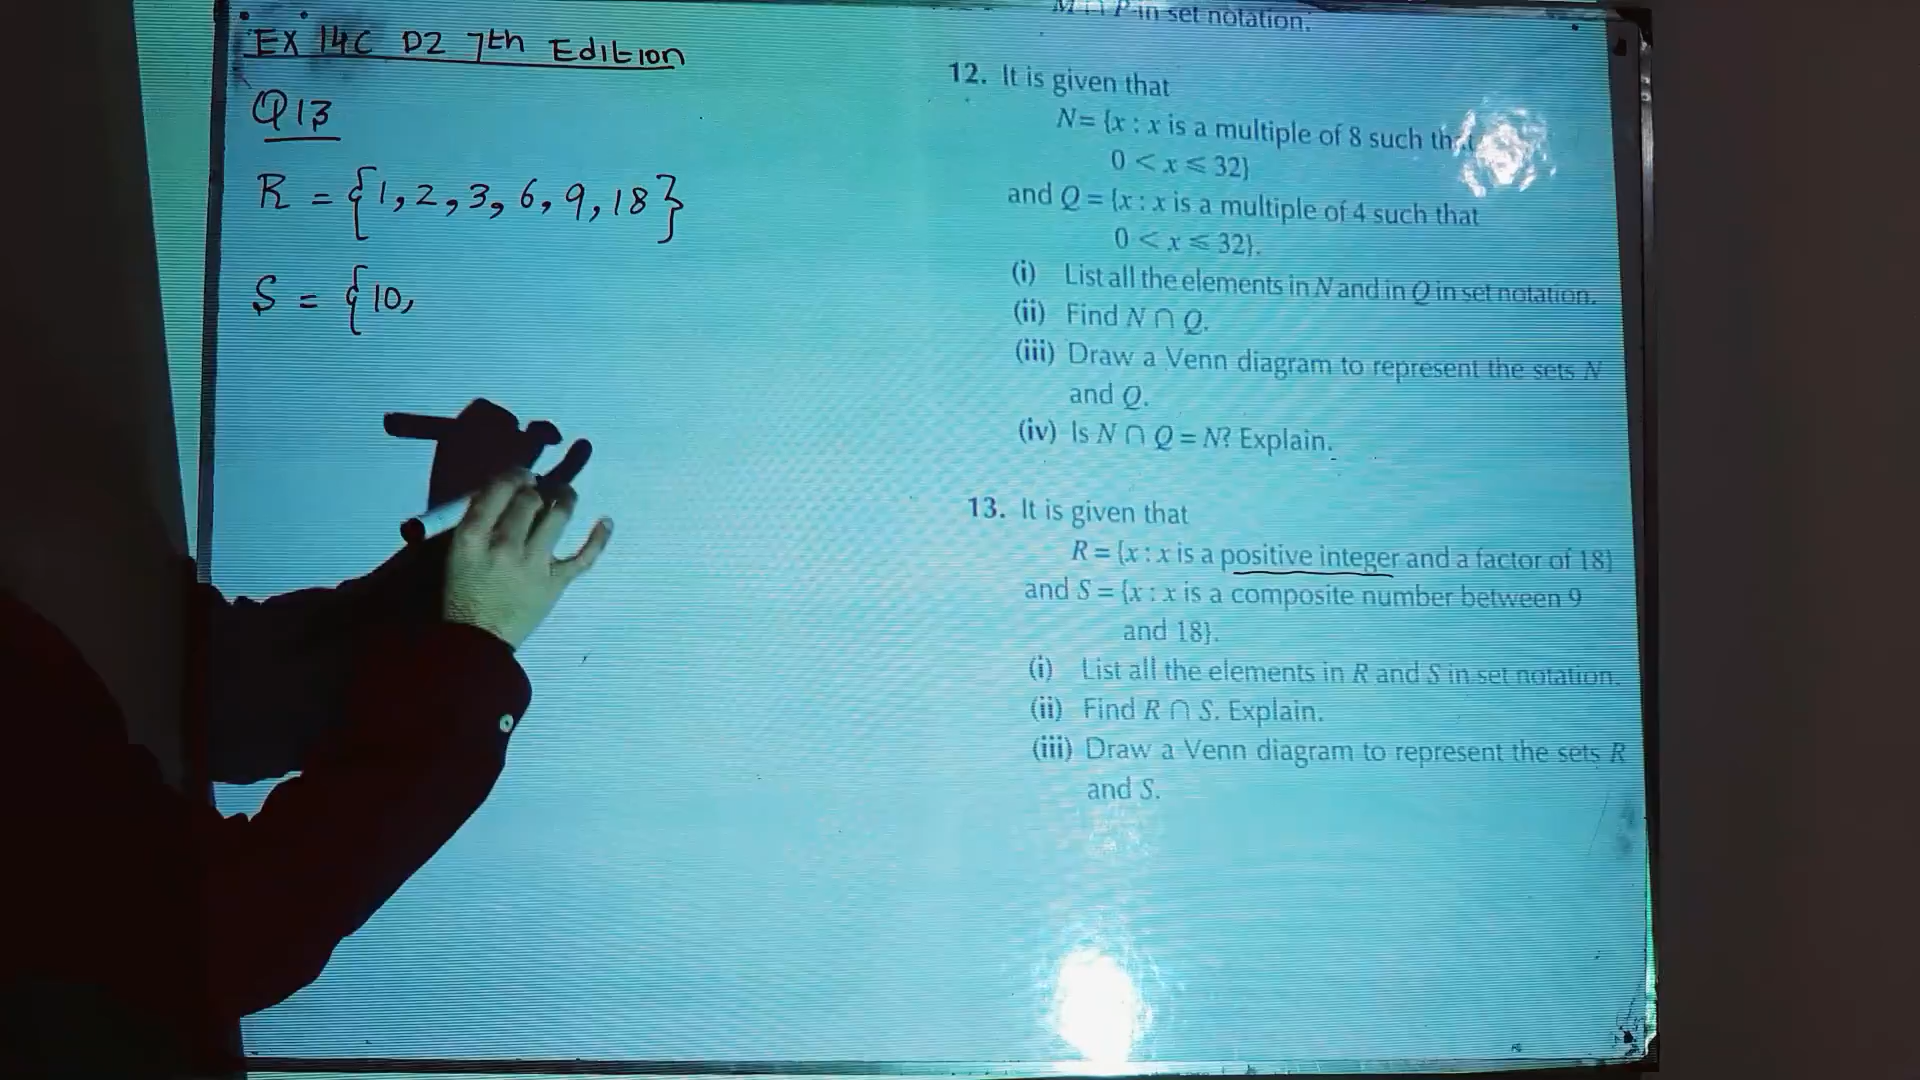 EX 14C D2 7th Edition
Q13
R = {1, 2, 3, 6, 9, 18}
S = {10,
M ∩ P in set notation.
12. It is given that
N = {x : x is a multiple of 8 such that
0 < x ⩽ 32}
and Q = {x : x is a multiple of 4 such that
0 < x ⩽ 32}.
(i) List all the elements in N and in Q in set notation.
(ii) Find N ∩ Q.
(iii) Draw a Venn diagram to represent the sets N
and Q.
(iv) Is N ∩ Q = N? Explain.
13. It is given that
R = {x : x is a positive integer and a factor of 18}
and S = {x : x is a composite number between 9
and 18}.
(i) List all the elements in R and S in set notation.
(ii) Find R ∩ S. Explain.
(iii) Draw a Venn diagram to represent the sets R
and S.